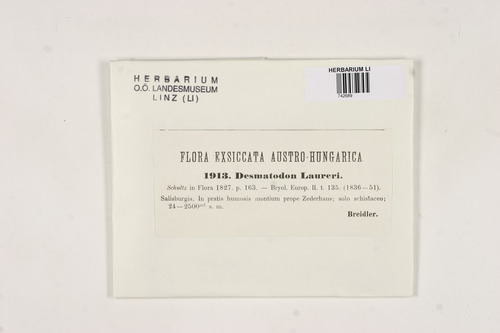 HERBARIUM
O.Ö. LANDESMUSEUM
LINZ (LI)
HERBARIUM LI
742689
FLORA EXSICCATA AUSTRO-HUNGARICA.
1913. Desmatodon Laureri.
Schultz in Flora 1827. p. 163. — Bryol. Europ. II. t. 135. (1836—51).
Salisburgia. In pratis humosis montium prope Zederhaus; solo schistaceo;
24—2500 s. m.
Breidler.